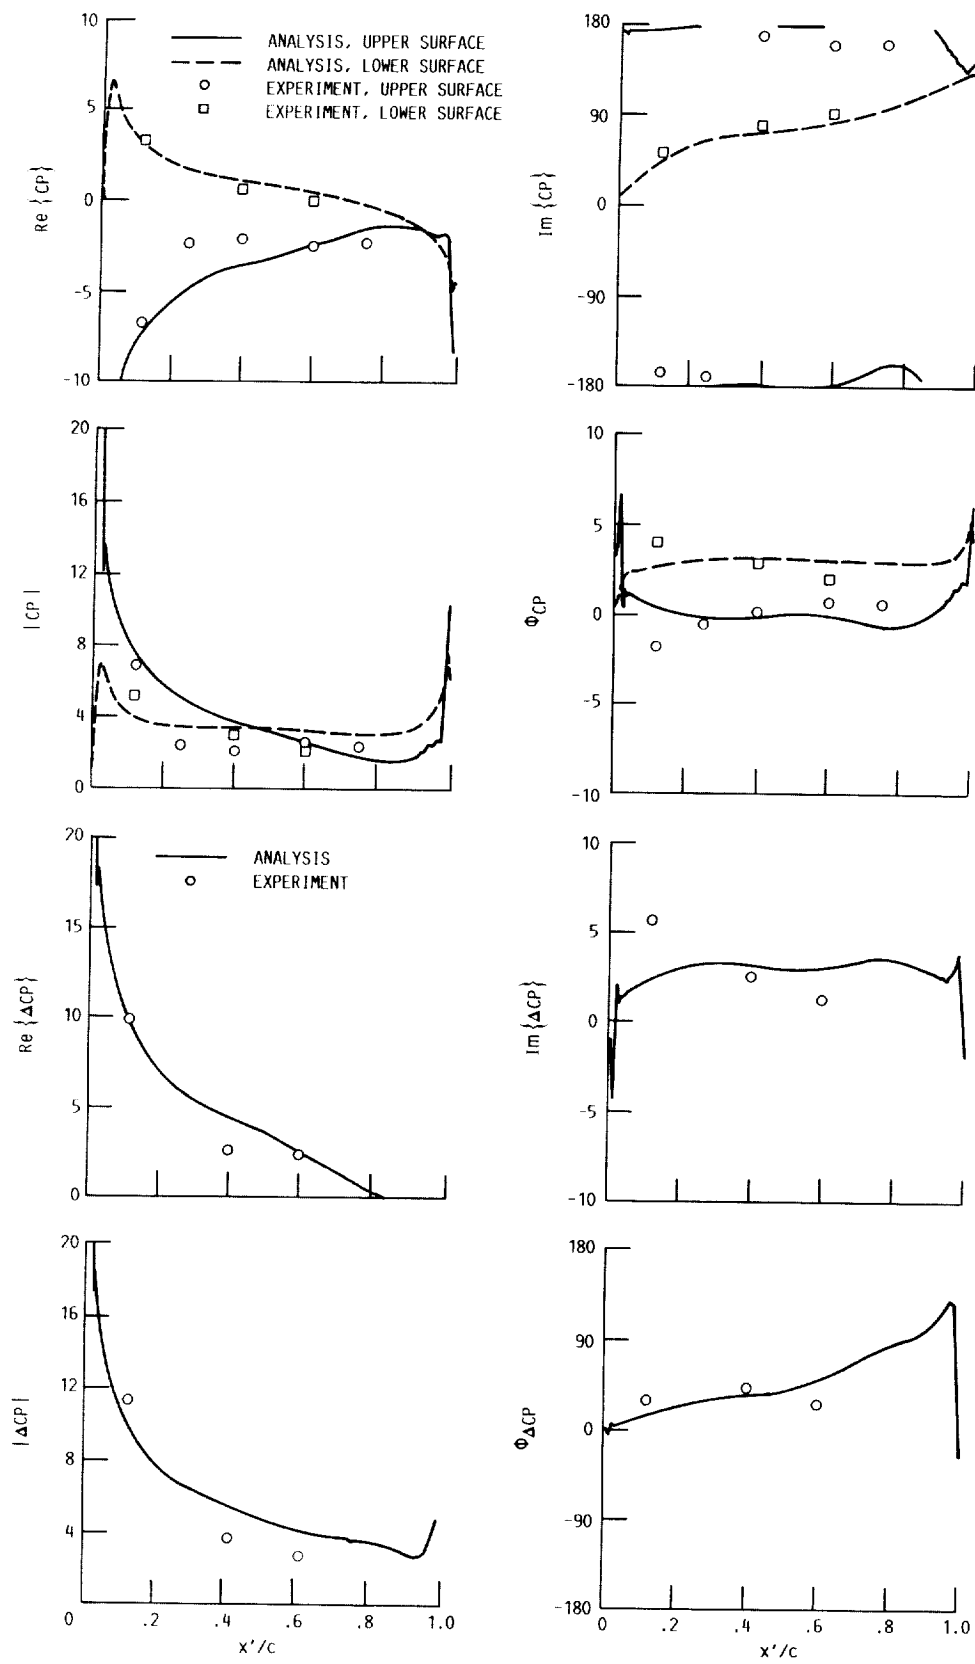 10
5
0
-5
-10
Re {CP}
ANALYSIS, UPPER SURFACE
ANALYSIS, LOWER SURFACE
EXPERIMENT, UPPER SURFACE
EXPERIMENT, LOWER SURFACE
180
90
0
-90
-180
Im {CP}
20
16
12
8
4
0
|CP|
10
5
0
-5
-10
ΦCP
20
15
10
5
0
Re {ΔCP}
ANALYSIS
EXPERIMENT
10
5
0
-5
-10
Im {ΔCP}
20
16
12
8
4
0
|ΔCP|
0 .2 .4 .6 .8 1.0
x'/c
180
90
0
-90
-180
ΦΔCP
0 .2 .4 .6 .8 1.0
x'/c